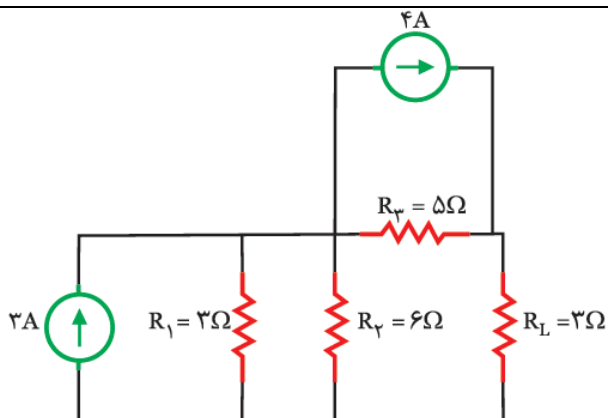 ۴A
R۳ = ۵Ω
۳A
R۱ = ۳Ω
R۲ = ۶Ω
RL = ۳Ω